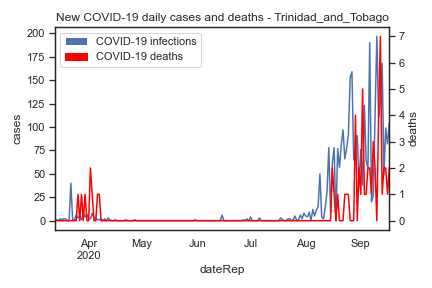 New COVID-19 daily cases and deaths - Trinidad_and_Tobago
COVID-19 infections
COVID-19 deaths
200
175
150
125
100
75
50
25
0
cases
7
6
5
4
3
2
1
0
deaths
Apr
2020
May
Jun
Jul
Aug
Sep
dateRep